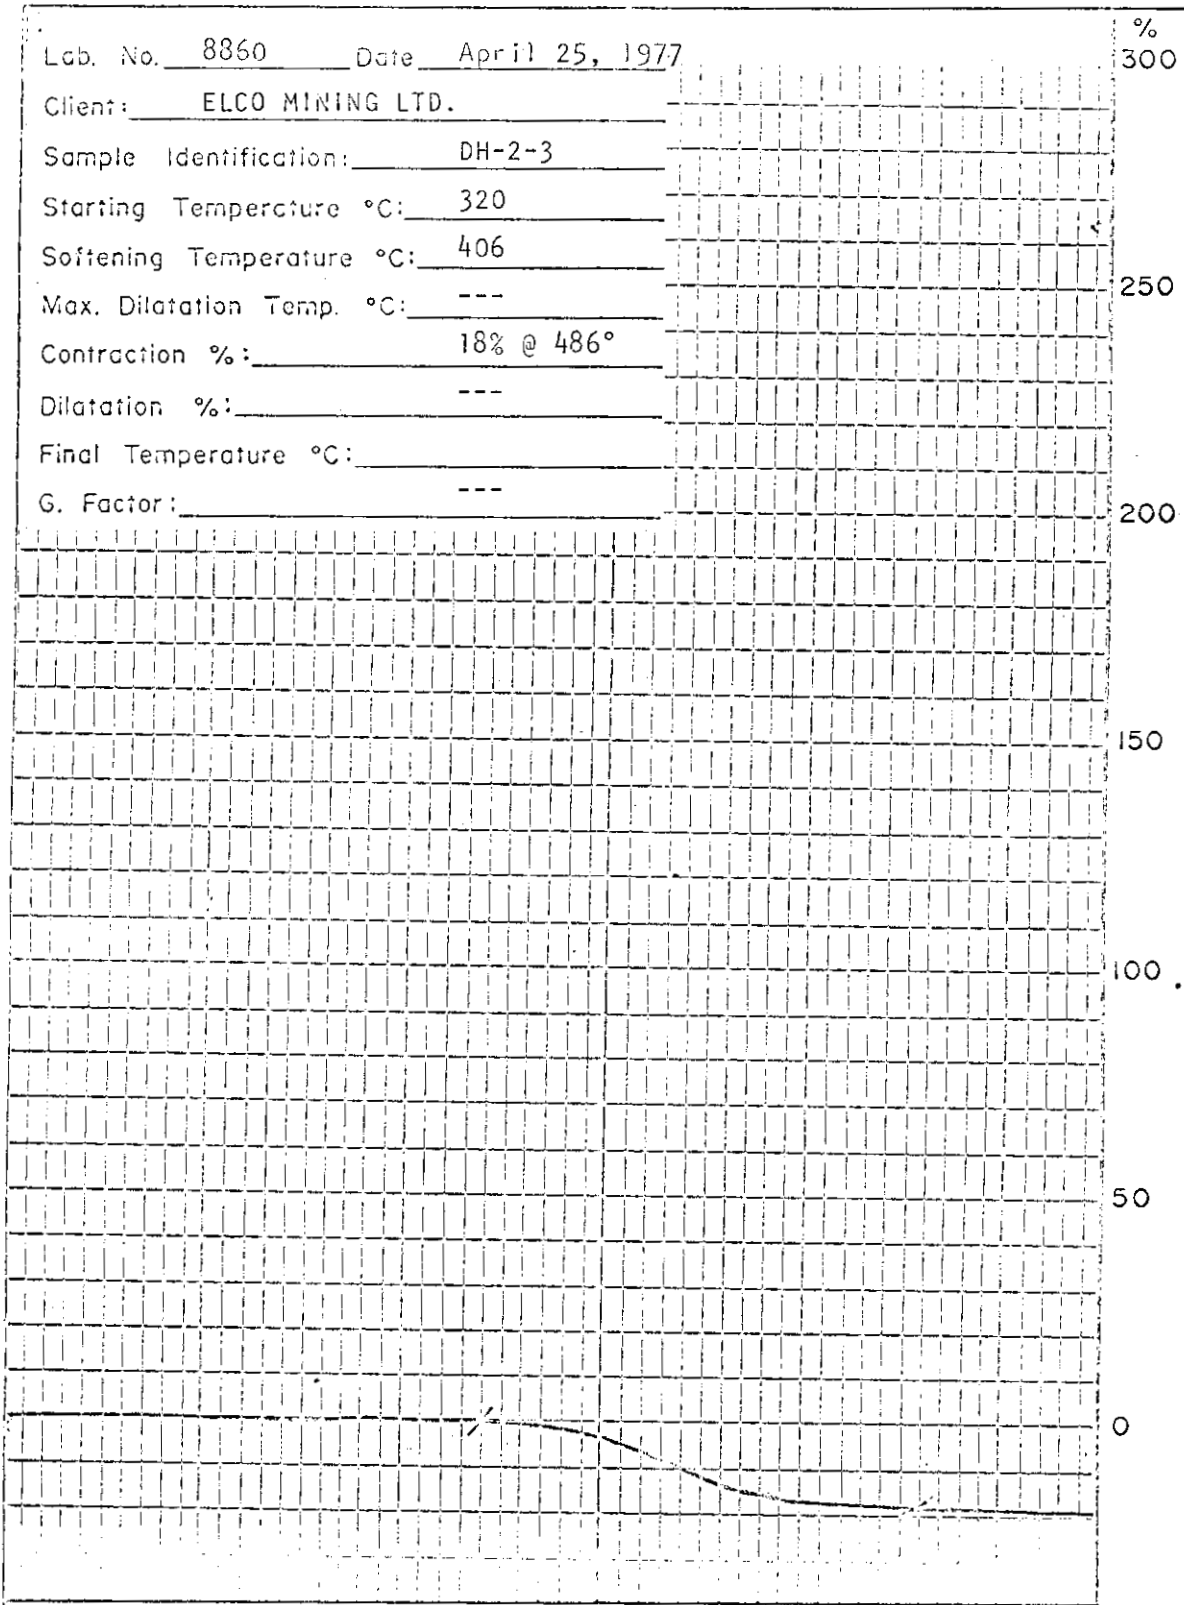 Lab. No. 8860 Date April 25, 1977
Client: ELCO MINING LTD.
Sample Identification: DH-2-3
Starting Temperature °C: 320
Softening Temperature °C: 406
Max. Dilatation Temp. °C: ---
Contraction %: 18% @ 486°
Dilatation %: ---
Final Temperature °C:
G. Factor: ---
%
300
250
200
150
100
50
0